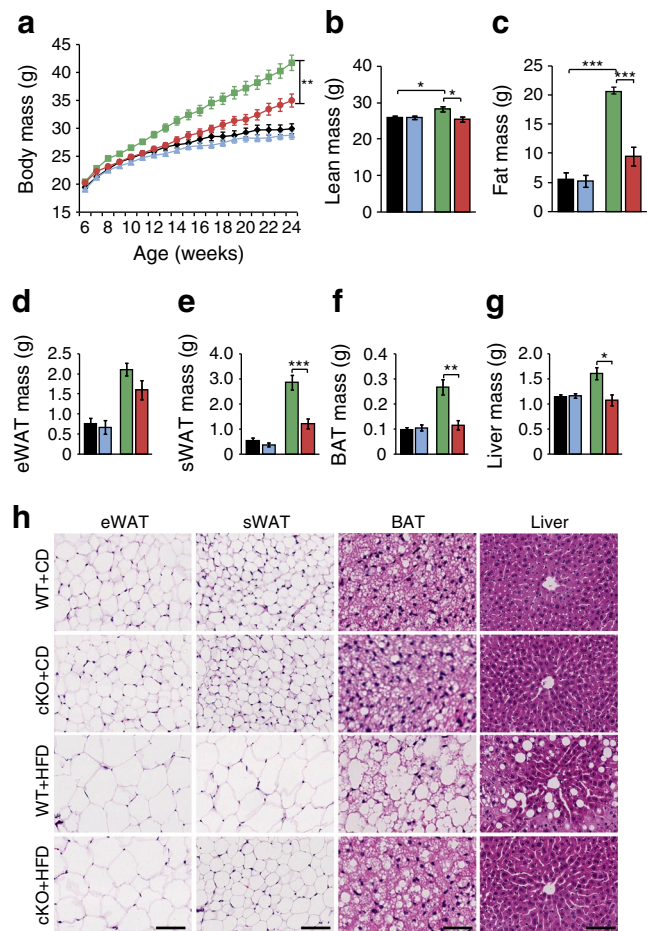 a
Body mass (g)
45
40
35
30
25
20
15
**
6 8 10 12 14 16 18 20 22 24
Age (weeks)
b
Lean mass (g)
40
30
20
10
0
*
*
c
Fat mass (g)
25
20
15
10
5
0
***
***
d
eWAT mass (g)
2.5
2.0
1.5
1.0
0.5
0
e
sWAT mass (g)
4.0
3.0
2.0
1.0
0
***
f
BAT mass (g)
0.4
0.3
0.2
0.1
0
**
g
Liver mass (g)
2.0
1.5
1.0
0.5
0
*
h
eWAT sWAT BAT Liver
WT+CD
cKO+CD
WT+HFD
cKO+HFD